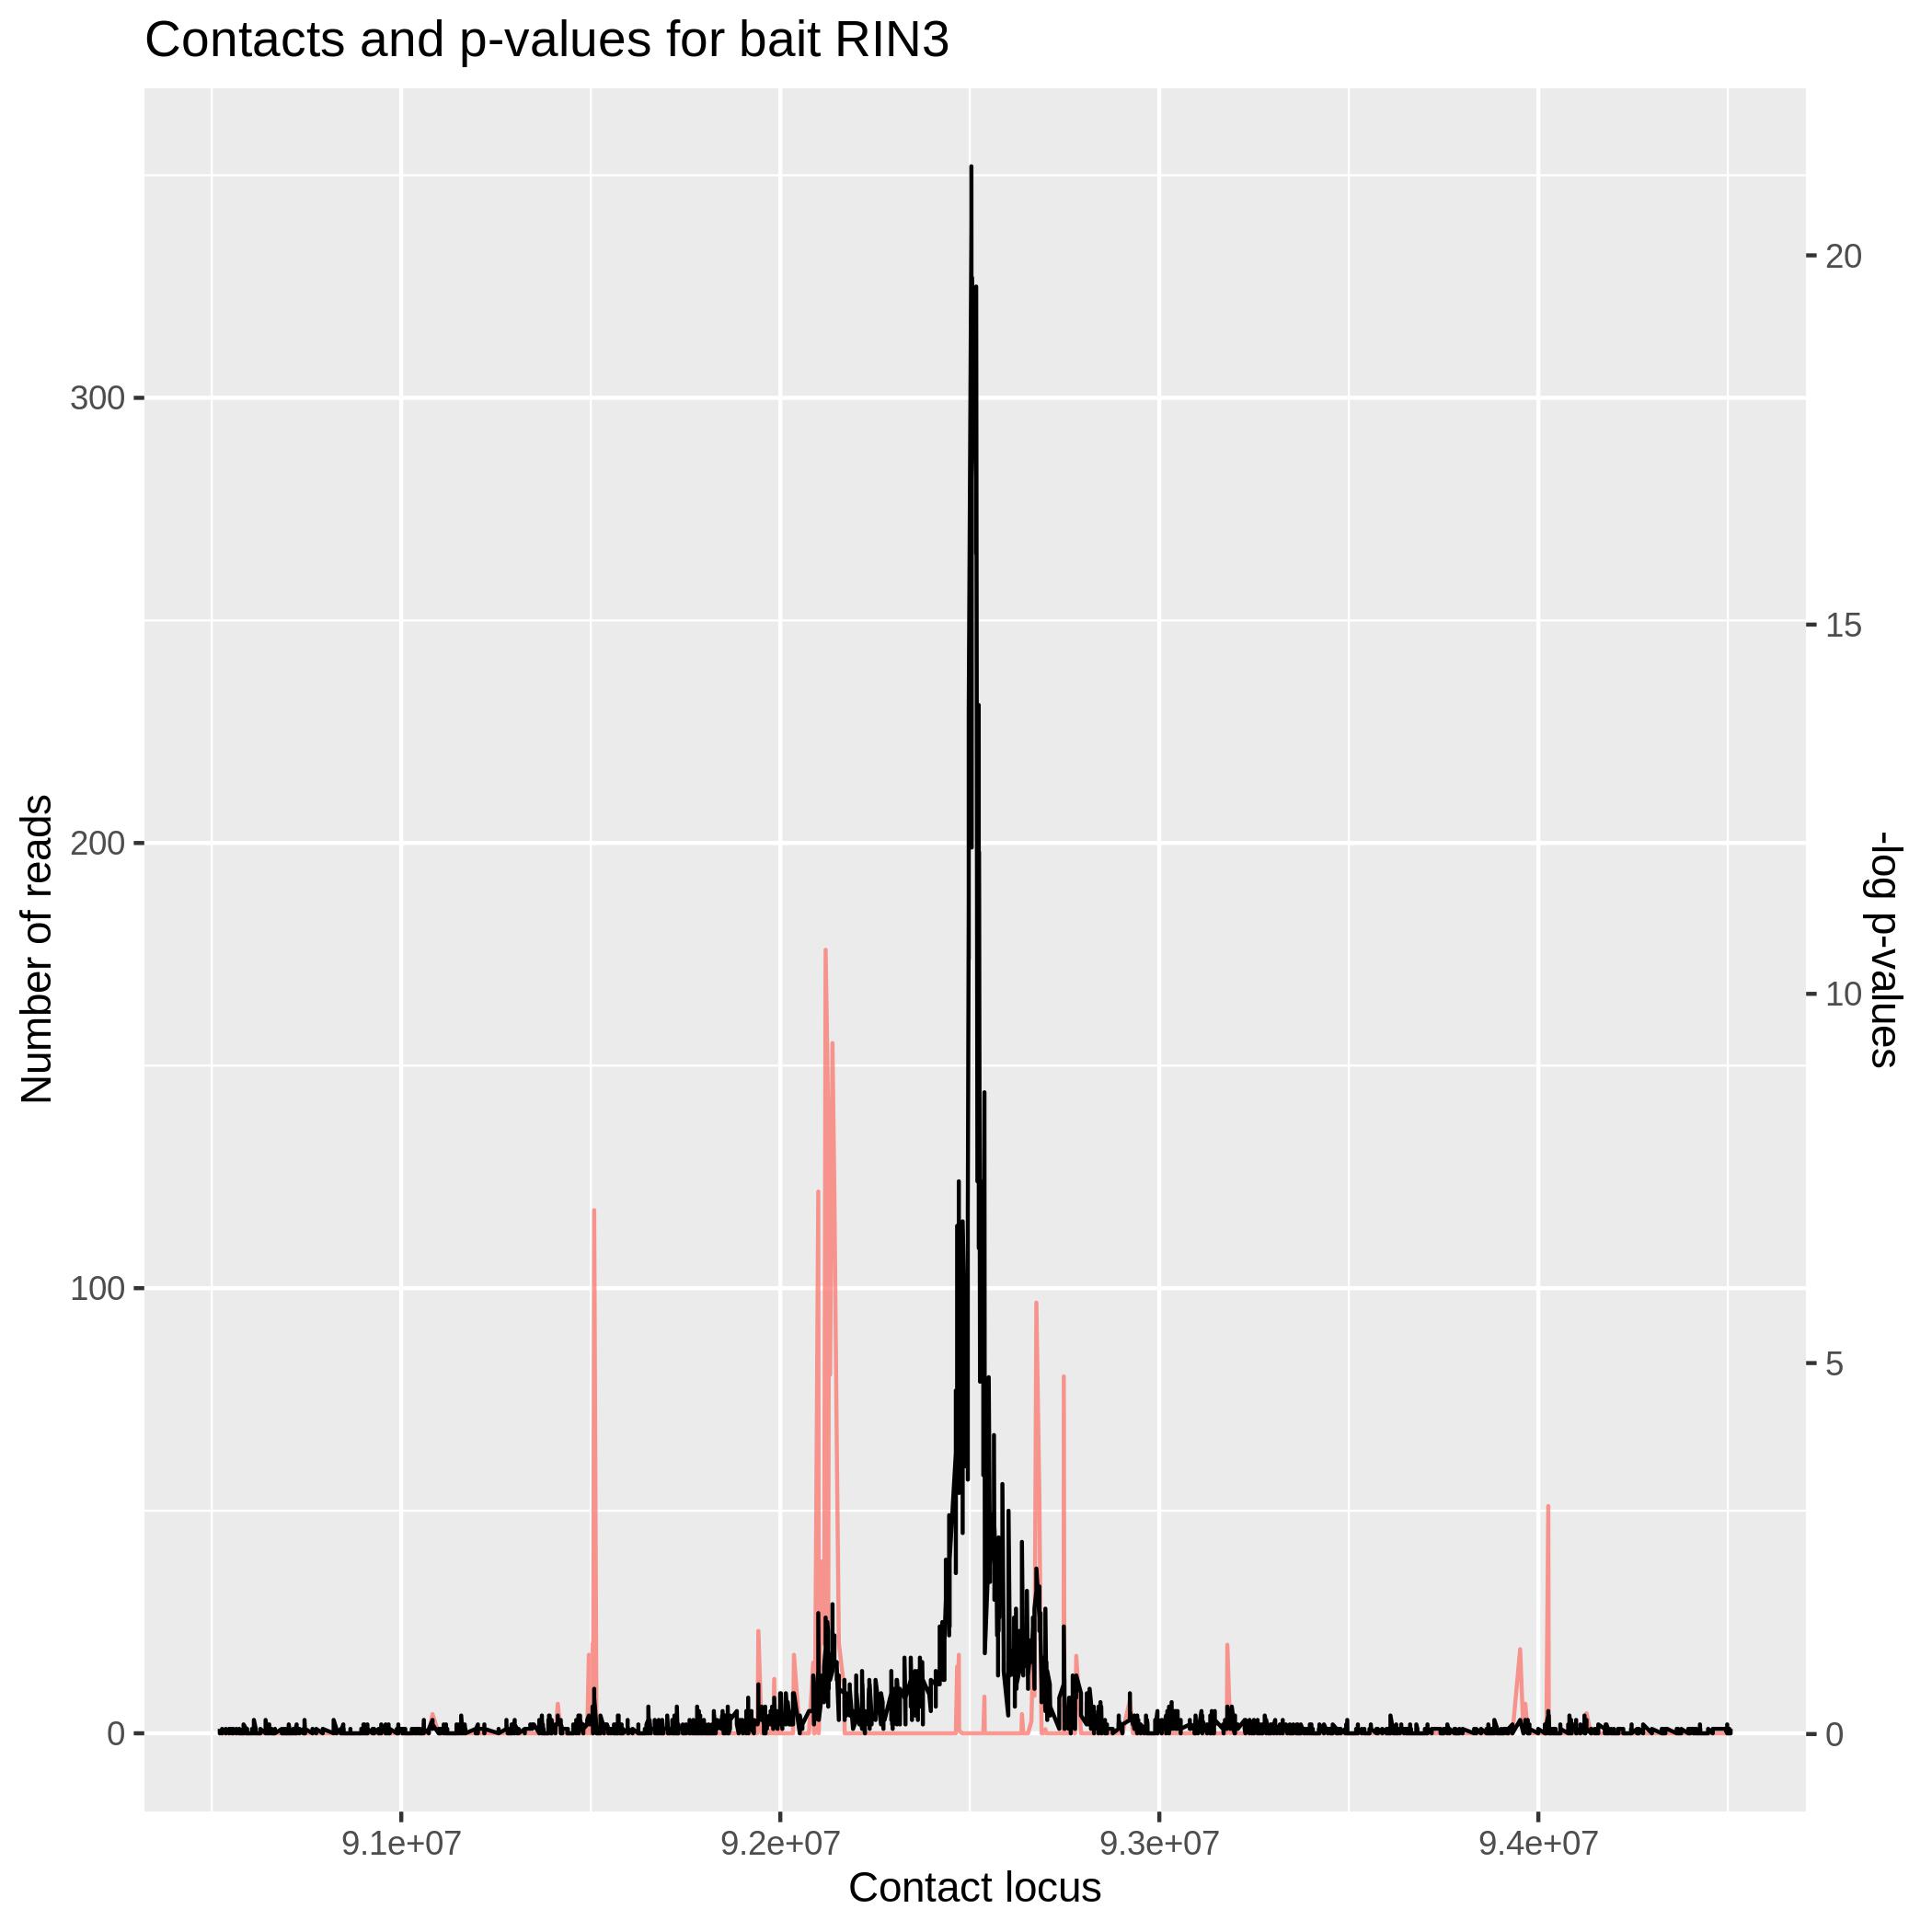 Contacts and p-values for bait RIN3
Number of reads
300
200
100
0
20
15
10
5
0
-log p-values
9.1e+07
9.2e+07
9.3e+07
9.4e+07
Contact locus